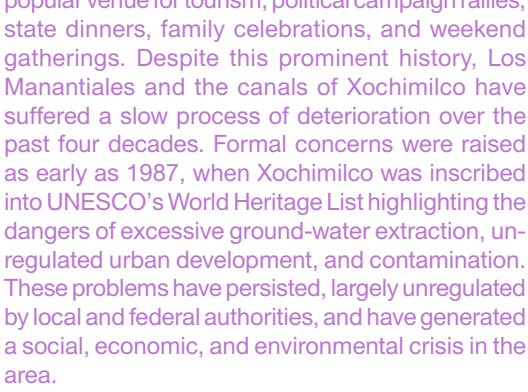 popular venue for tourism, political campaign rallies,
state dinners, family celebrations, and weekend
gatherings. Despite this prominent history, Los
Manantiales and the canals of Xochimilco have
suffered a slow process of deterioration over the
past four decades. Formal concerns were raised
as early as 1987, when Xochimilco was inscribed
into UNESCO's World Heritage List highlighting the
dangers of excessive ground-water extraction, un-
regulated urban development, and contamination.
These problems have persisted, largely unregulated
by local and federal authorities, and have generated
a social, economic, and environmental crisis in the
area.